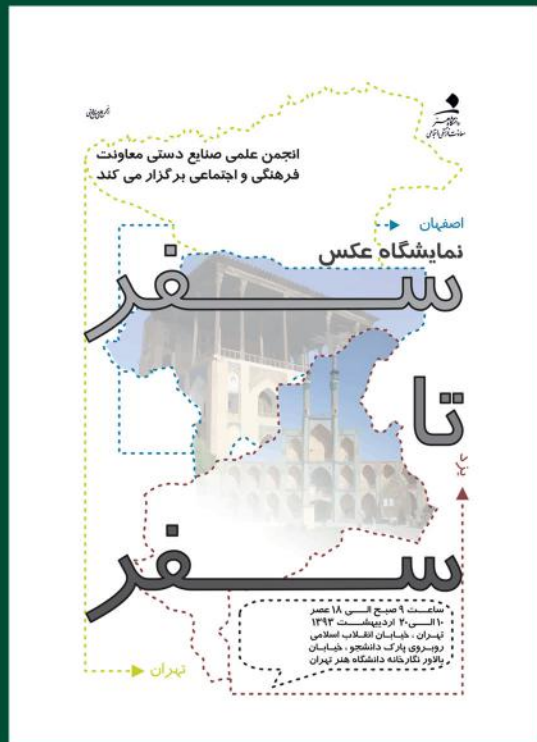 انجمن علمی صنایع دستی معاونت
فرهنگی و اجتماعی برگزار می کند
اصفهان
نمایشگاه عکس
سفر
تا
سفر
یزد
ساعت ۹ صبح الی ۱۸ عصر
۱۰ الی ۲۰ اردیبهشت ۱۳۹۳
تهران ، خیابان انقلاب اسلامی
روبروی پارک دانشجو ، خیابان
بالاور نگارخانه دانشگاه هنر تهران
تهران